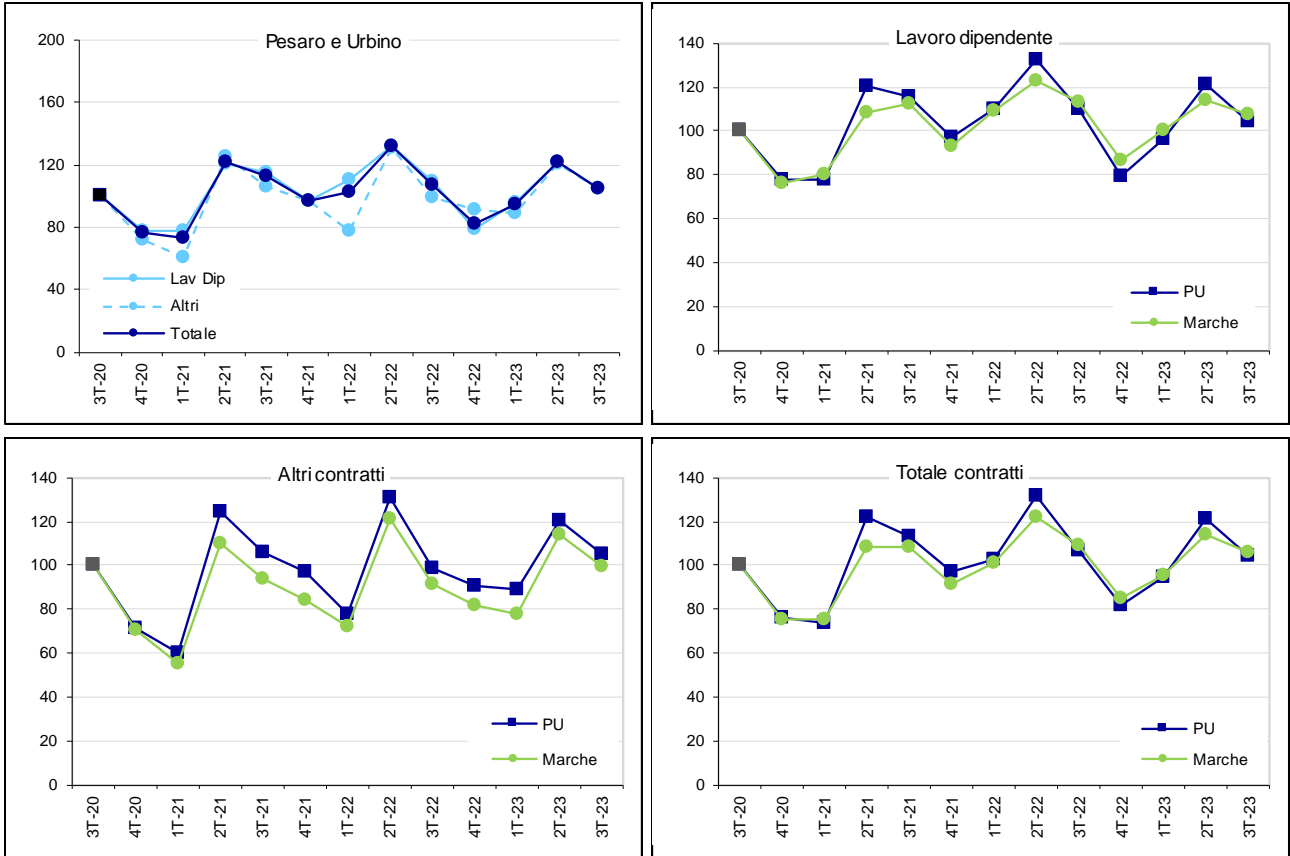 Pesaro e Urbino
200
160
120
80
40
0
Lav Dip
Altri
Totale
3T-20
4T-20
1T-21
2T-21
3T-21
4T-21
1T-22
2T-22
3T-22
4T-22
1T-23
2T-23
3T-23
Lavoro dipendente
140
120
100
80
60
40
20
0
PU
Marche
3T-20
4T-20
1T-21
2T-21
3T-21
4T-21
1T-22
2T-22
3T-22
4T-22
1T-23
2T-23
3T-23
Altri contratti
140
120
100
80
60
40
20
0
PU
Marche
3T-20
4T-20
1T-21
2T-21
3T-21
4T-21
1T-22
2T-22
3T-22
4T-22
1T-23
2T-23
3T-23
Totale contratti
140
120
100
80
60
40
20
0
PU
Marche
3T-20
4T-20
1T-21
2T-21
3T-21
4T-21
1T-22
2T-22
3T-22
4T-22
1T-23
2T-23
3T-23